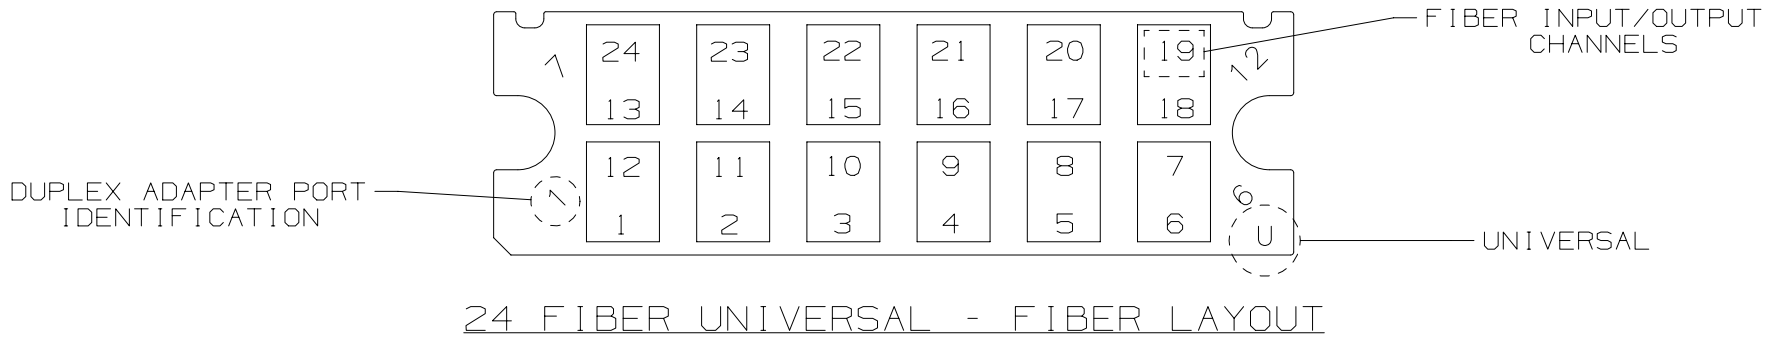 FIBER INPUT/OUTPUT
CHANNELS
7 24 23 22 21 20 19 12
13 14 15 16 17 18
DUPLEX ADAPTER PORT
IDENTIFICATION
1 12 11 10 9 8 7 6
1 2 3 4 5 6
U
UNIVERSAL
24 FIBER UNIVERSAL - FIBER LAYOUT